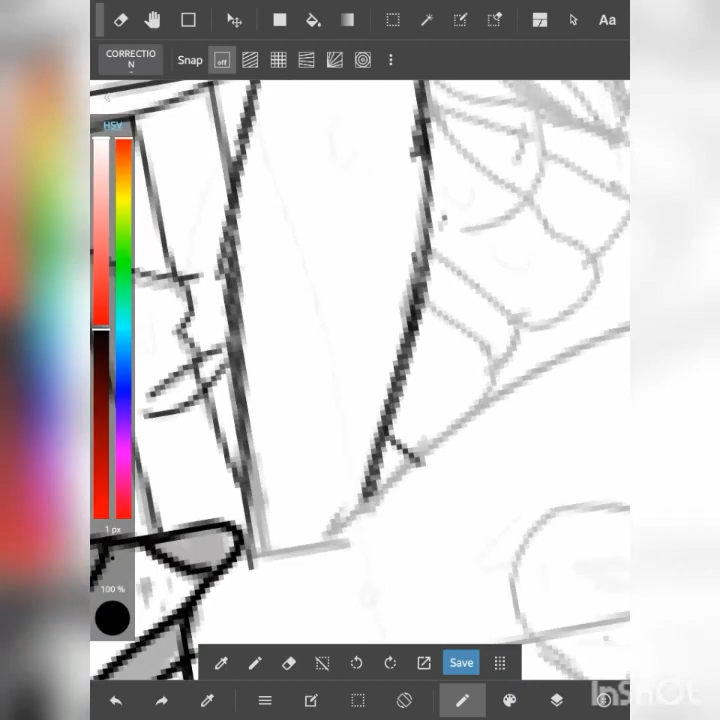 Aa
CORRECTIO
N
Snap
off
HSV
1 px
100 %
Save
InShOt